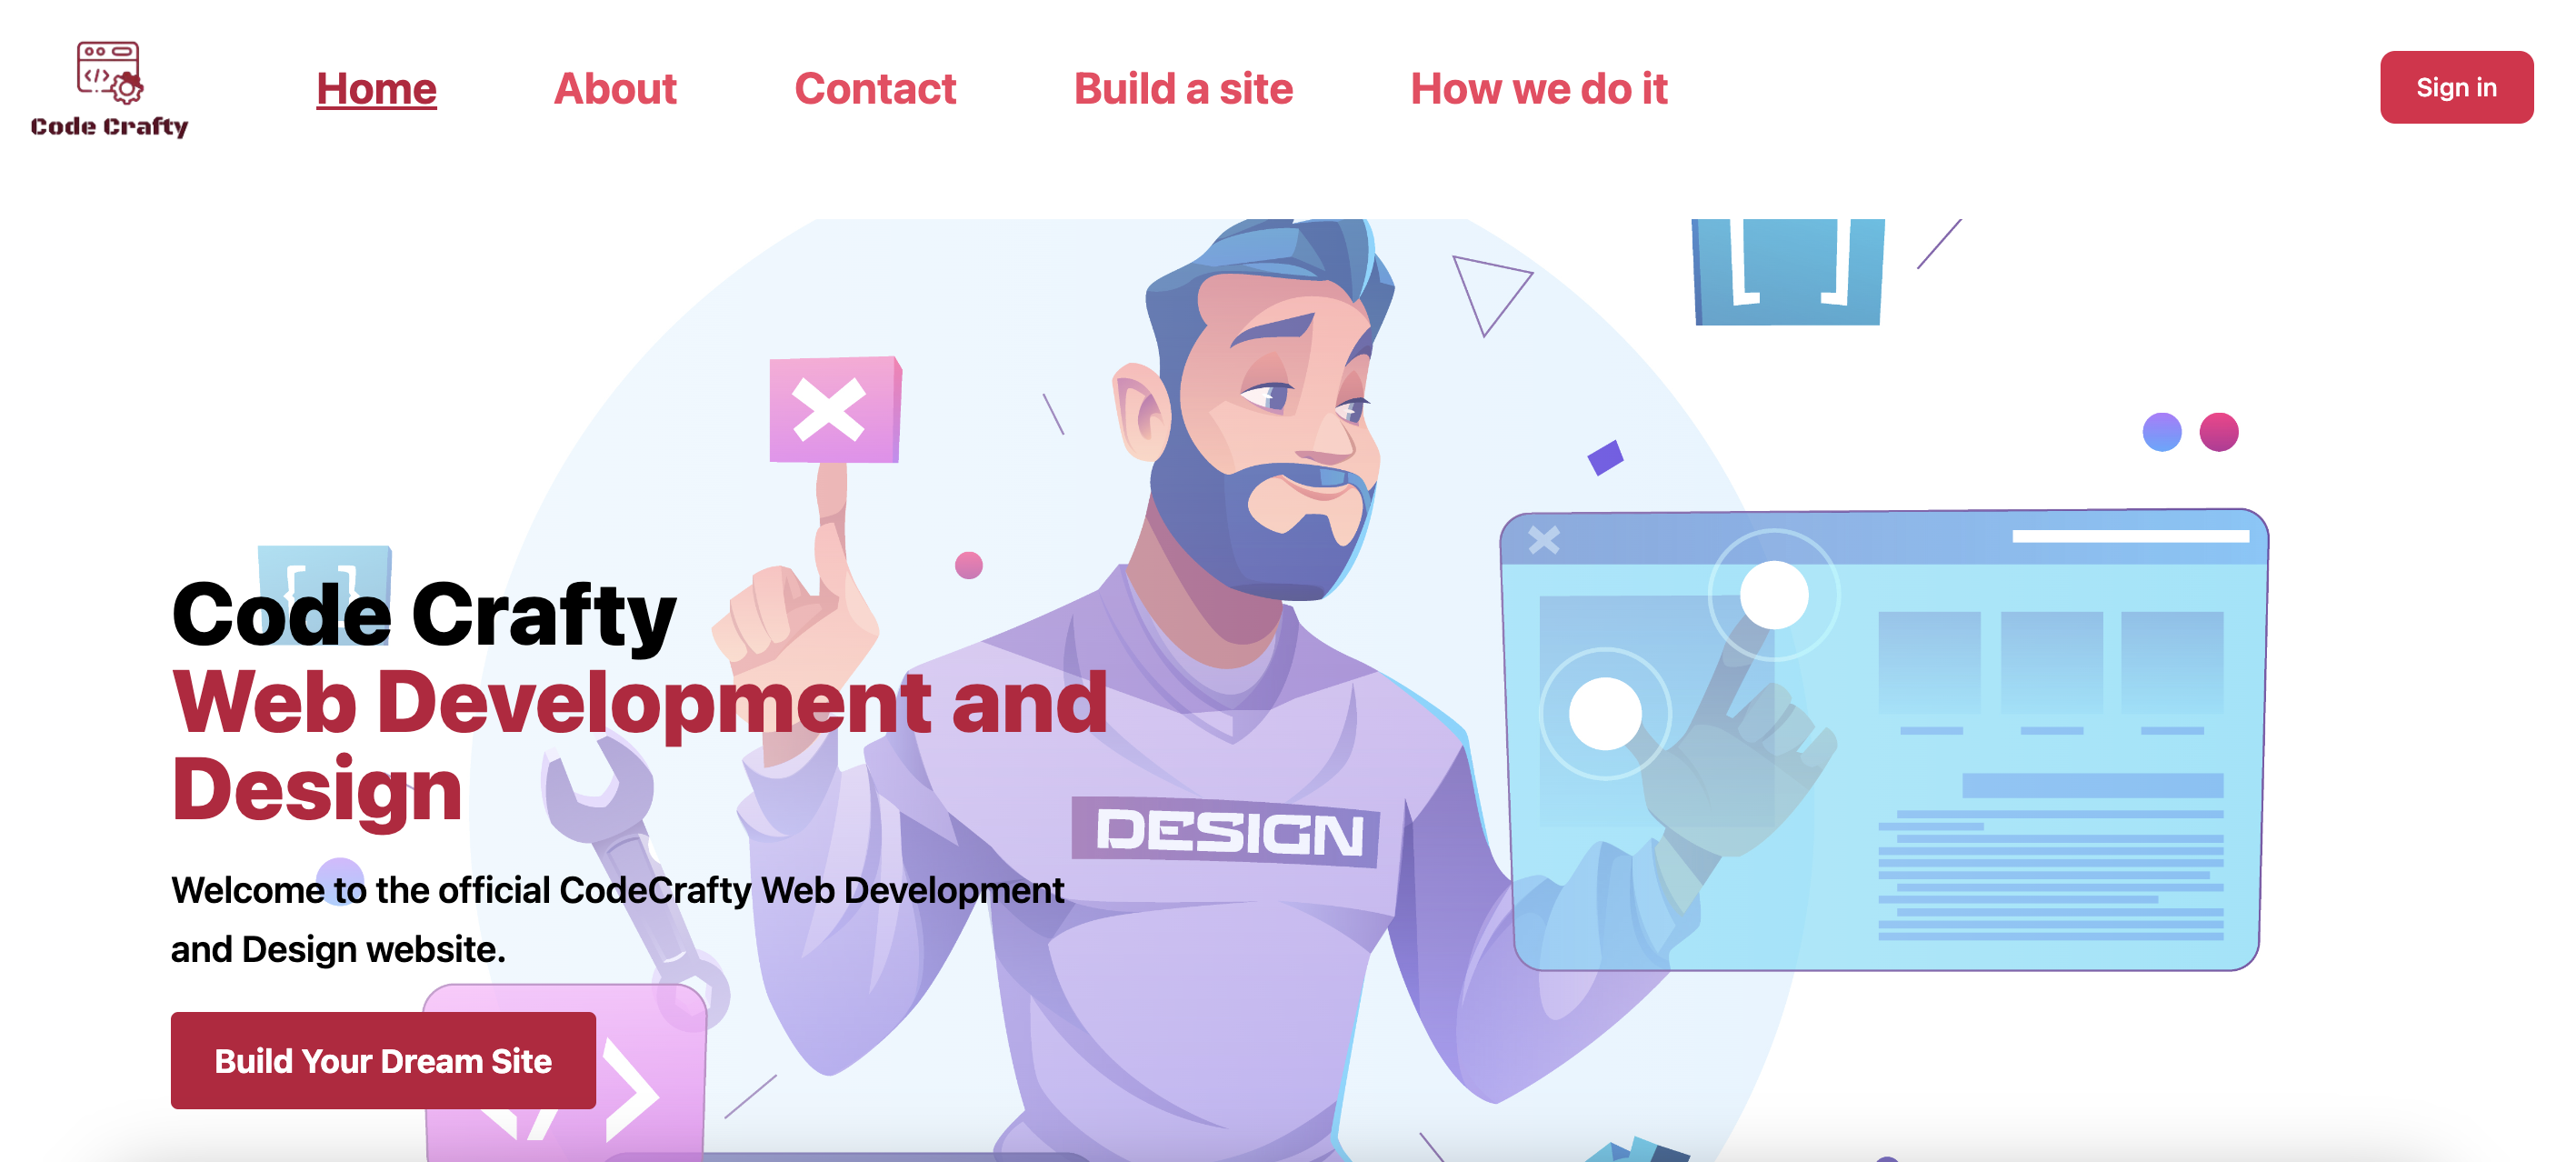 Code Crafty
Home About Contact Build a site How we do it Sign in
DESIGN
Code Crafty
Web Development and
Design
Welcome to the official CodeCrafty Web Development
and Design website.
Build Your Dream Site